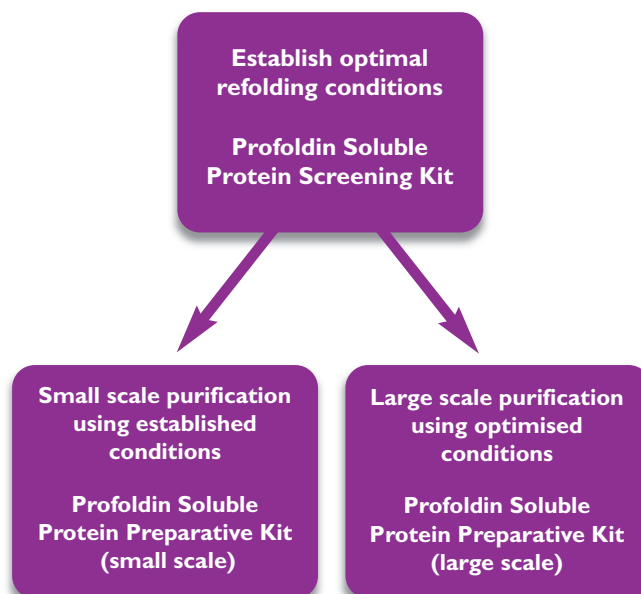 Establish optimal
refolding conditions
Profoldin Soluble
Protein Screening Kit
Small scale purification
using established
conditions
Profoldin Soluble
Protein Preparative Kit
(small scale)
Large scale purification
using optimised
conditions
Profoldin Soluble
Protein Preparative Kit
(large scale)